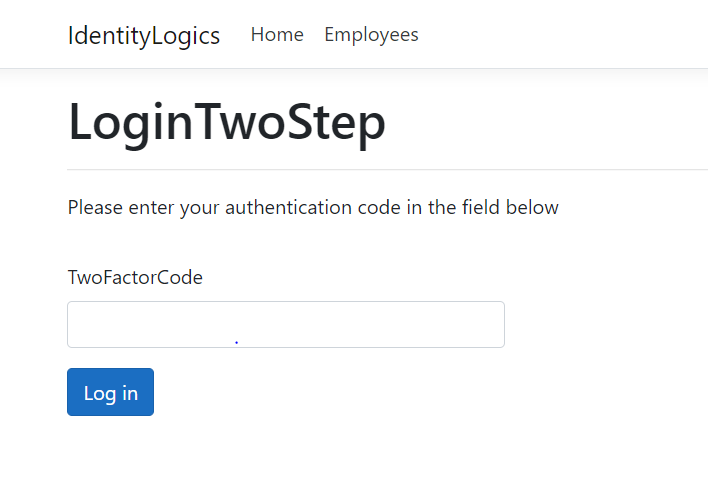 IdentityLogics Home Employees
LoginTwoStep
Please enter your authentication code in the field below
TwoFactorCode
Log in